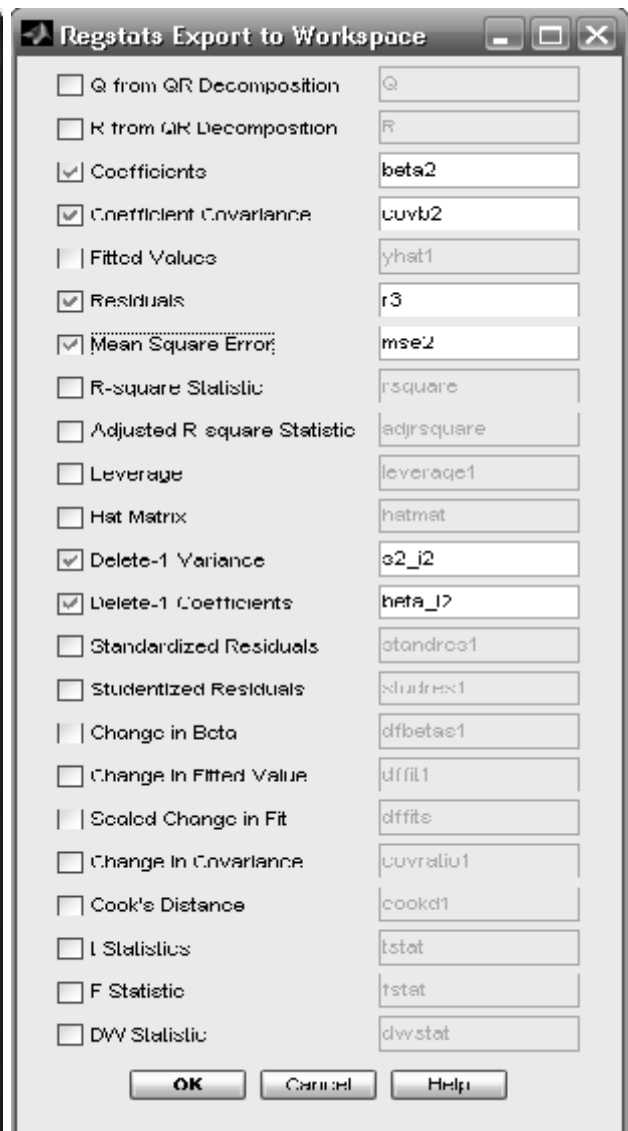 Regstats Export to Workspace
Q from QR Decomposition Q
R from QR Decomposition R
Coefficients beta2
Coefficient Covariance covb2
Fitted Values yhat1
Residuals r3
Mean Square Error mse2
R-square Statistic rsquare
Adjusted R-square Statistic adjrsquare
Leverage leverage1
Hat Matrix hatmat
Delete-1 Variance s2_i2
Delete-1 Coefficients beta_i2
Standardized Residuals standres1
Studentized Residuals studres1
Change in Beta dfbetas1
Change in Fitted Value dffit1
Scaled Change in Fit dffits
Change in Covariance covratio1
Cook's Distance cookd1
t Statistics tstat
F Statistic fstat
DW Statistic dwstat
OK Cancel Help